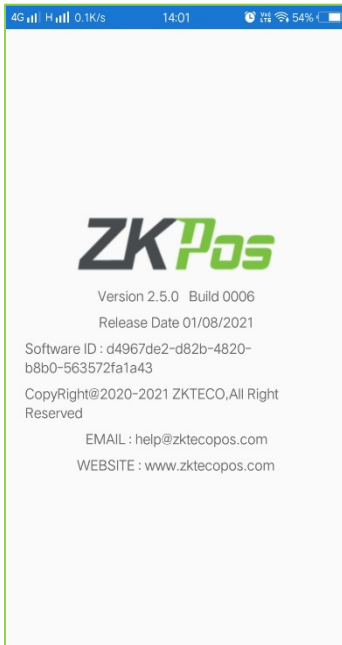 4G H 0.1K/s 14:01 54%
ZKPos
Version 2.5.0 Build 0006
Release Date 01/08/2021
Software ID : d4967de2-d82b-4820-
b8b0-563572fa1a43
CopyRight@2020-2021 ZKTECO,All Right
Reserved
EMAIL : help@zktecopos.com
WEBSITE : www.zktecopos.com